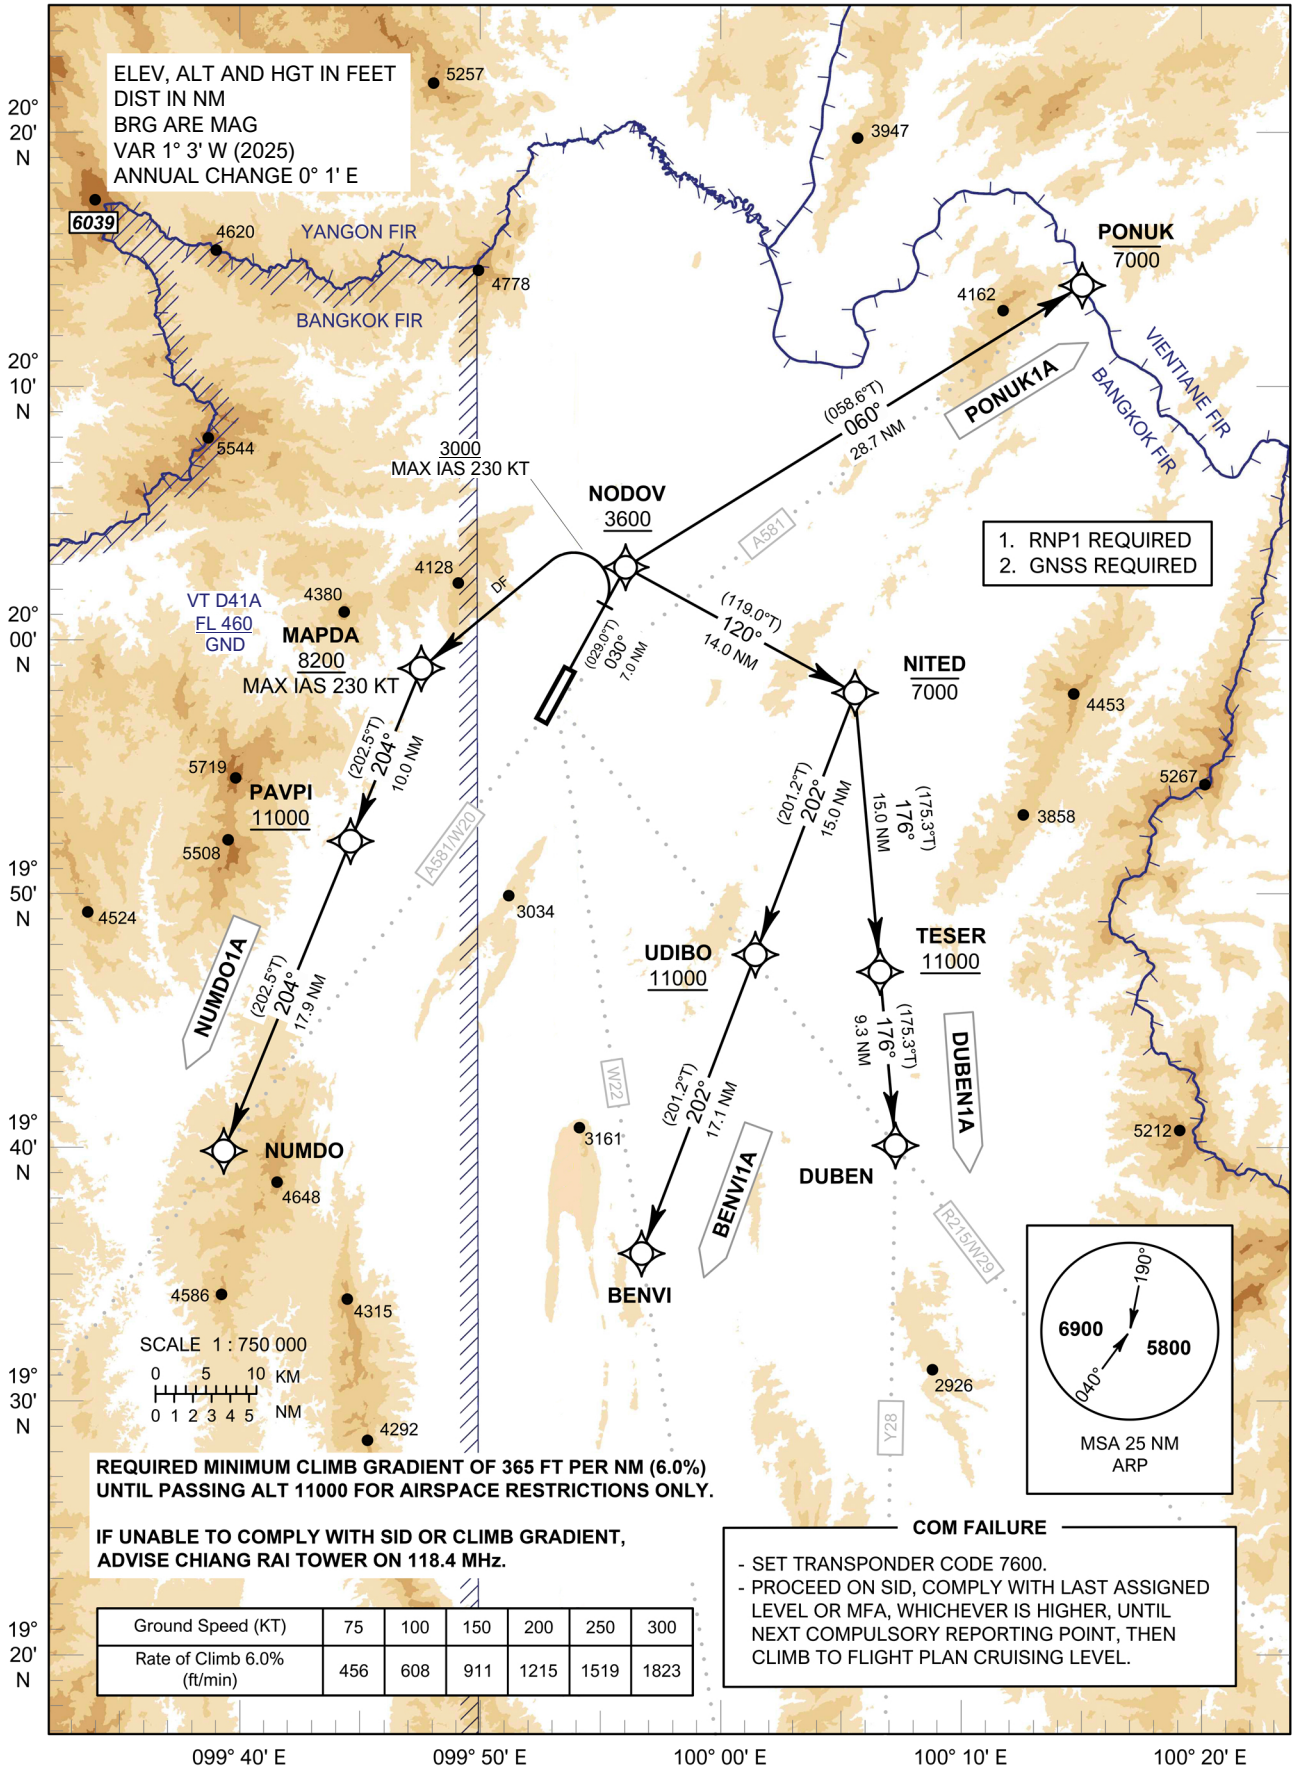 ELEV, ALT AND HGT IN FEET
DIST IN NM
BRG ARE MAG
VAR 1° 3' W (2025)
ANNUAL CHANGE 0° 1' E
5257
3947
20°
20'
N
6039
4620
YANGON FIR
4778
BANGKOK FIR
PONUK
7000
4162
VIENTIANE FIR
BANGKOK FIR
20°
10'
N
PONUK1A
(058.6°T)
060°
28.7 NM
5544
3000
MAX IAS 230 KT
NODOV
3600
A581
1. RNP1 REQUIRED
2. GNSS REQUIRED
4128
DF
4380
VT D41A
FL 460
GND
20°
00'
N
MAPDA
8200
MAX IAS 230 KT
(029.0°T)
030°
7.0 NM
(119.0°T)
120°
14.0 NM
NITED
7000
4453
(202.5°T)
204°
10.0 NM
5719
PAVPI
11000
5508
A581/W20
(201.2°T)
202°
15.0 NM
(175.3°T)
176°
15.0 NM
5267
3858
19°
50'
N
4524
3034
UDIBO
11000
TESER
11000
NUMDO1A
(202.5°T)
204°
17.9 NM
(175.3°T)
176°
9.3 NM
DUBEN1A
W22
(201.2°T)
202°
17.1 NM
19°
40'
N
NUMDO
4648
3161
BENVI1A
DUBEN
5212
R215/W29
BENVI
4586
4315
SCALE 1 : 750 000
0 5 10 KM
0 1 2 3 4 5 NM
190°
6900
5800
040°
MSA 25 NM
ARP
19°
30'
N
2926
Y28
4292
REQUIRED MINIMUM CLIMB GRADIENT OF 365 FT PER NM (6.0%)
UNTIL PASSING ALT 11000 FOR AIRSPACE RESTRICTIONS ONLY.
IF UNABLE TO COMPLY WITH SID OR CLIMB GRADIENT,
ADVISE CHIANG RAI TOWER ON 118.4 MHz.
COM FAILURE
- SET TRANSPONDER CODE 7600.
- PROCEED ON SID, COMPLY WITH LAST ASSIGNED
LEVEL OR MFA, WHICHEVER IS HIGHER, UNTIL
NEXT COMPULSORY REPORTING POINT, THEN
CLIMB TO FLIGHT PLAN CRUISING LEVEL.
Ground Speed (KT) 75 100 150 200 250 300
Rate of Climb 6.0%
(ft/min) 456 608 911 1215 1519 1823
19°
20'
N
099° 40' E
099° 50' E
100° 00' E
100° 10' E
100° 20' E